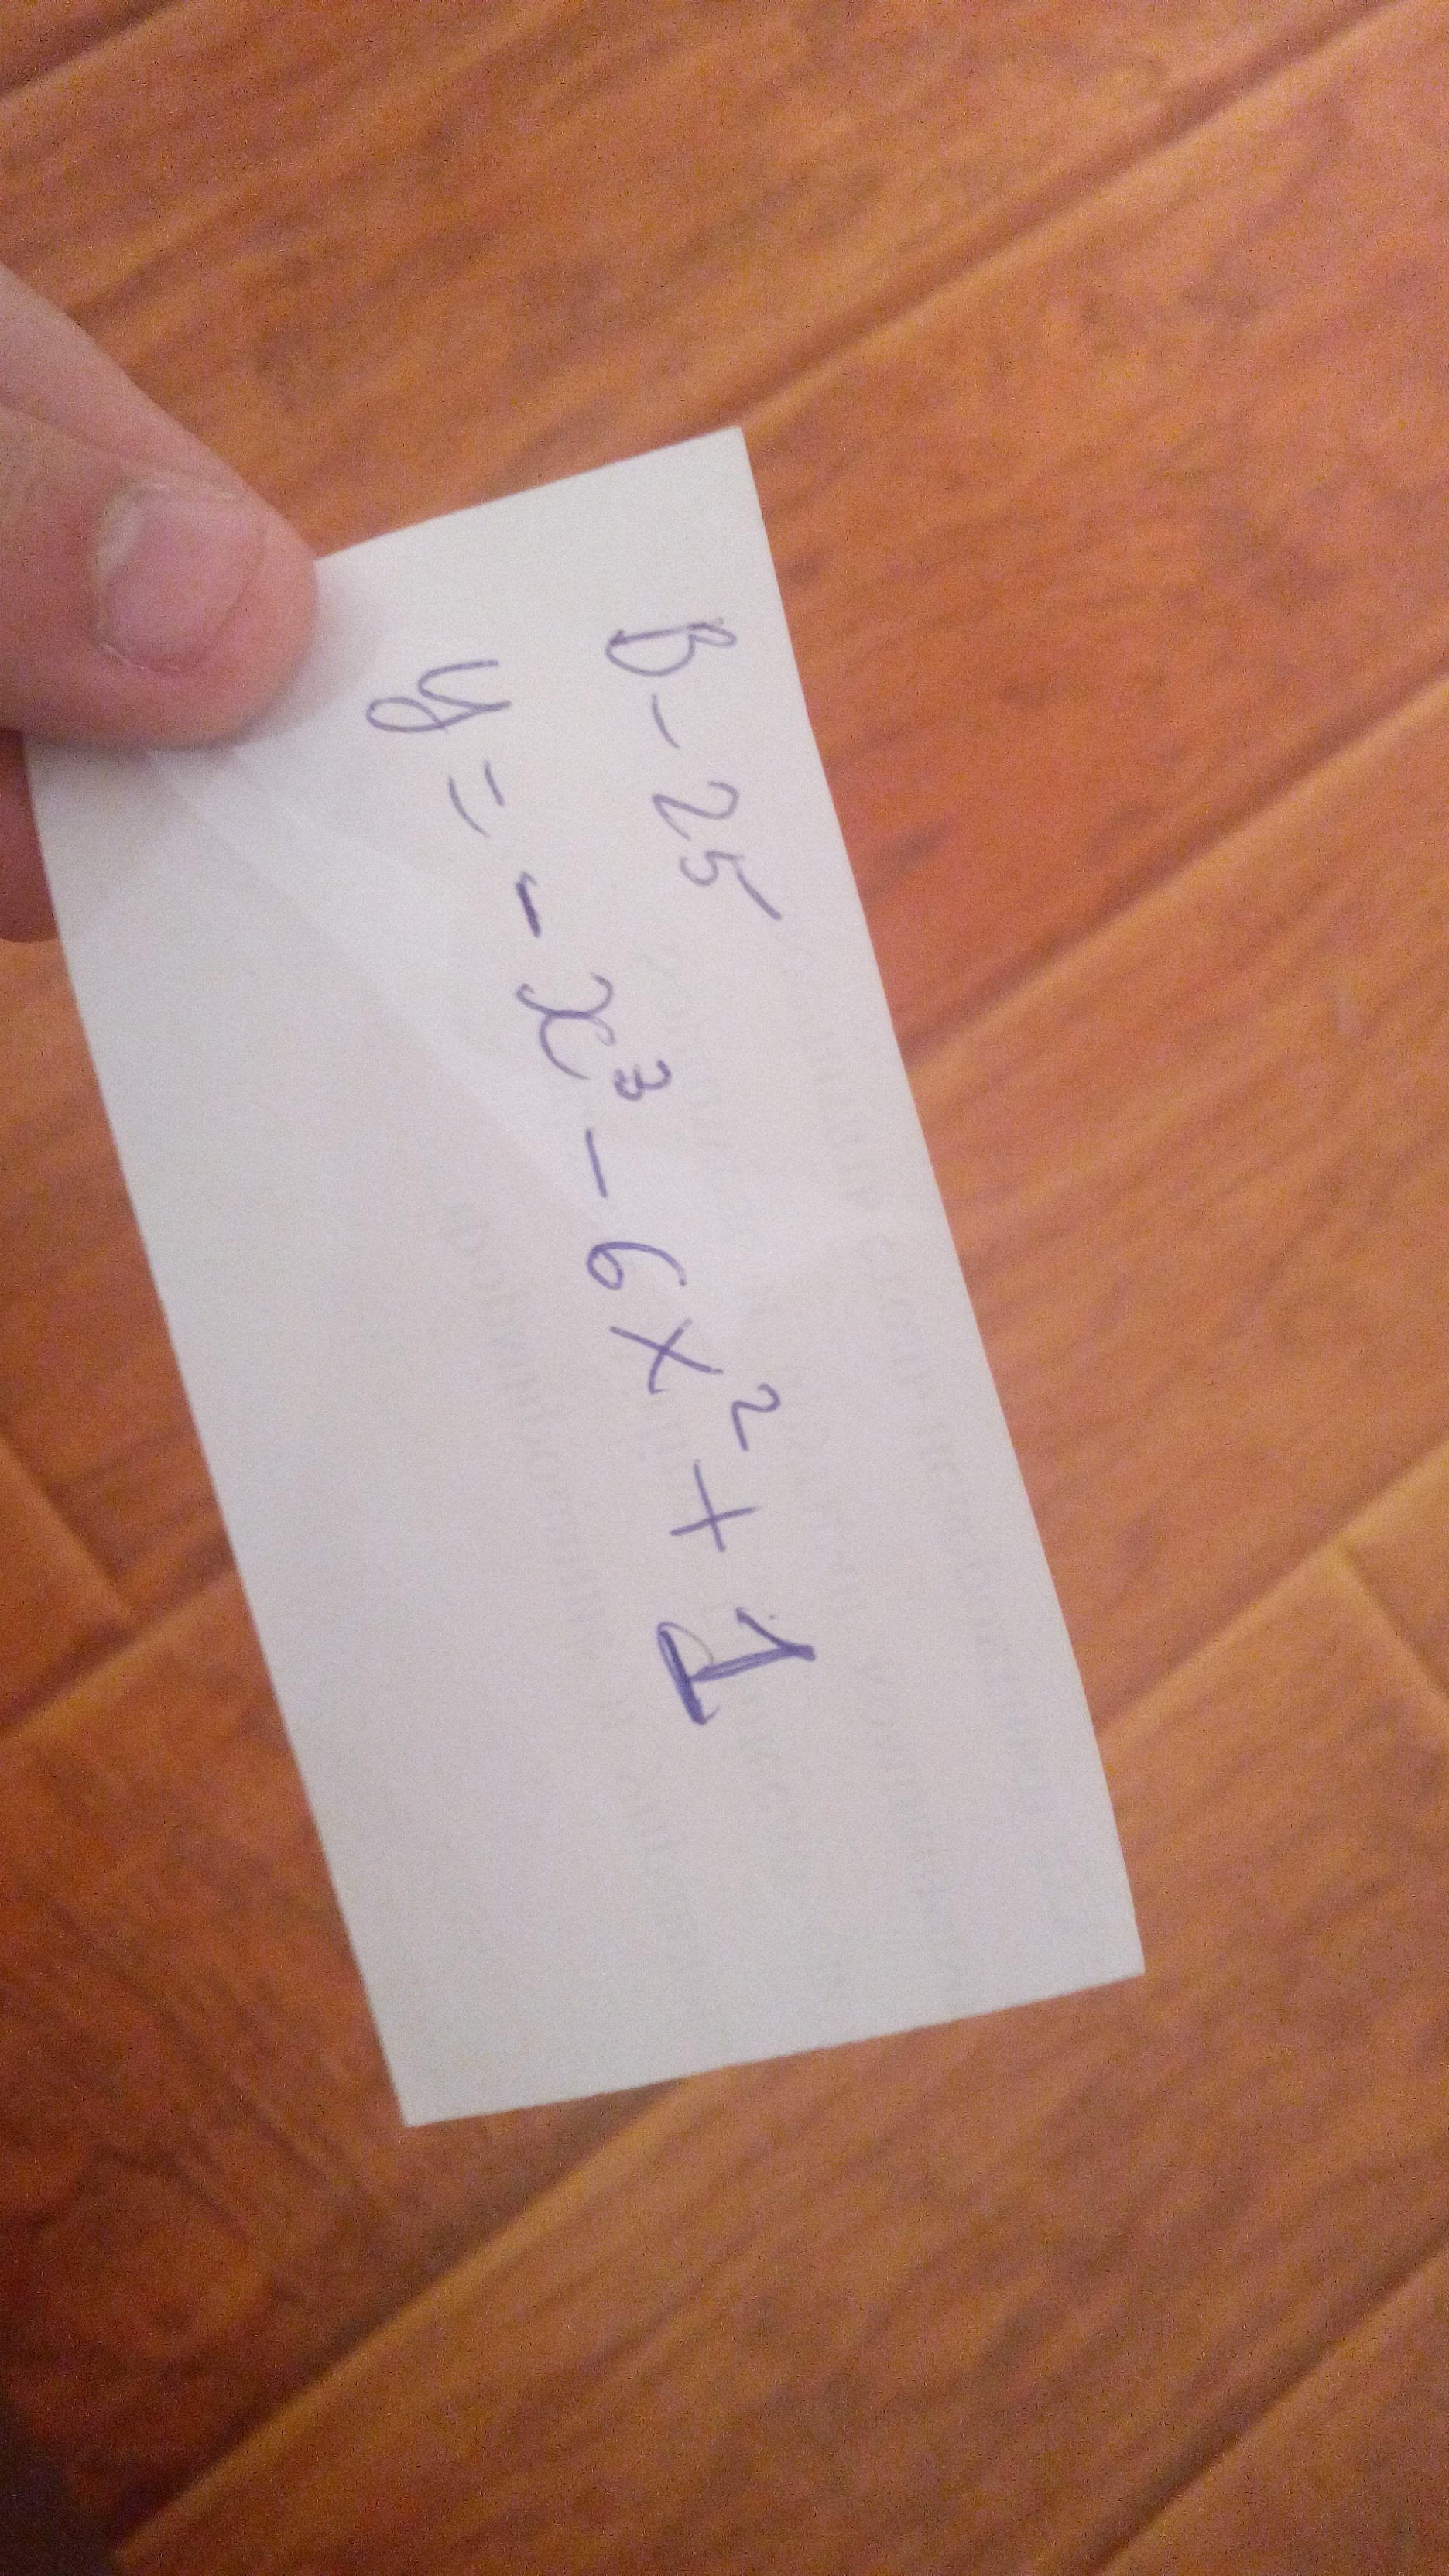 В-25
y = - x³ - 6x² + 1